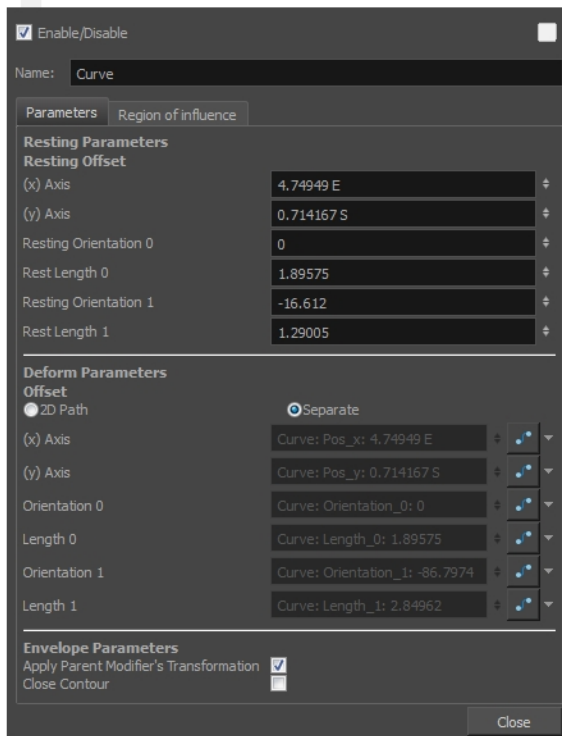 Enable/Disable
Name: Curve
Parameters Region of influence
Resting Parameters
Resting Offset
(x) Axis 4.74949 E
(y) Axis 0.714167 S
Resting Orientation 0 0
Rest Length 0 1.89575
Resting Orientation 1 -16.612
Rest Length 1 1.29005
Deform Parameters
Offset
2D Path Separate
(x) Axis Curve: Pos_x: 4.74949 E
(y) Axis Curve: Pos_y: 0.714167 S
Orientation 0 Curve: Orientation_0: 0
Length 0 Curve: Length_0: 1.89575
Orientation 1 Curve: Orientation_1: -86.7974
Length 1 Curve: Length_1: 2.84962
Envelope Parameters
Apply Parent Modifier's Transformation
Close Contour
Close